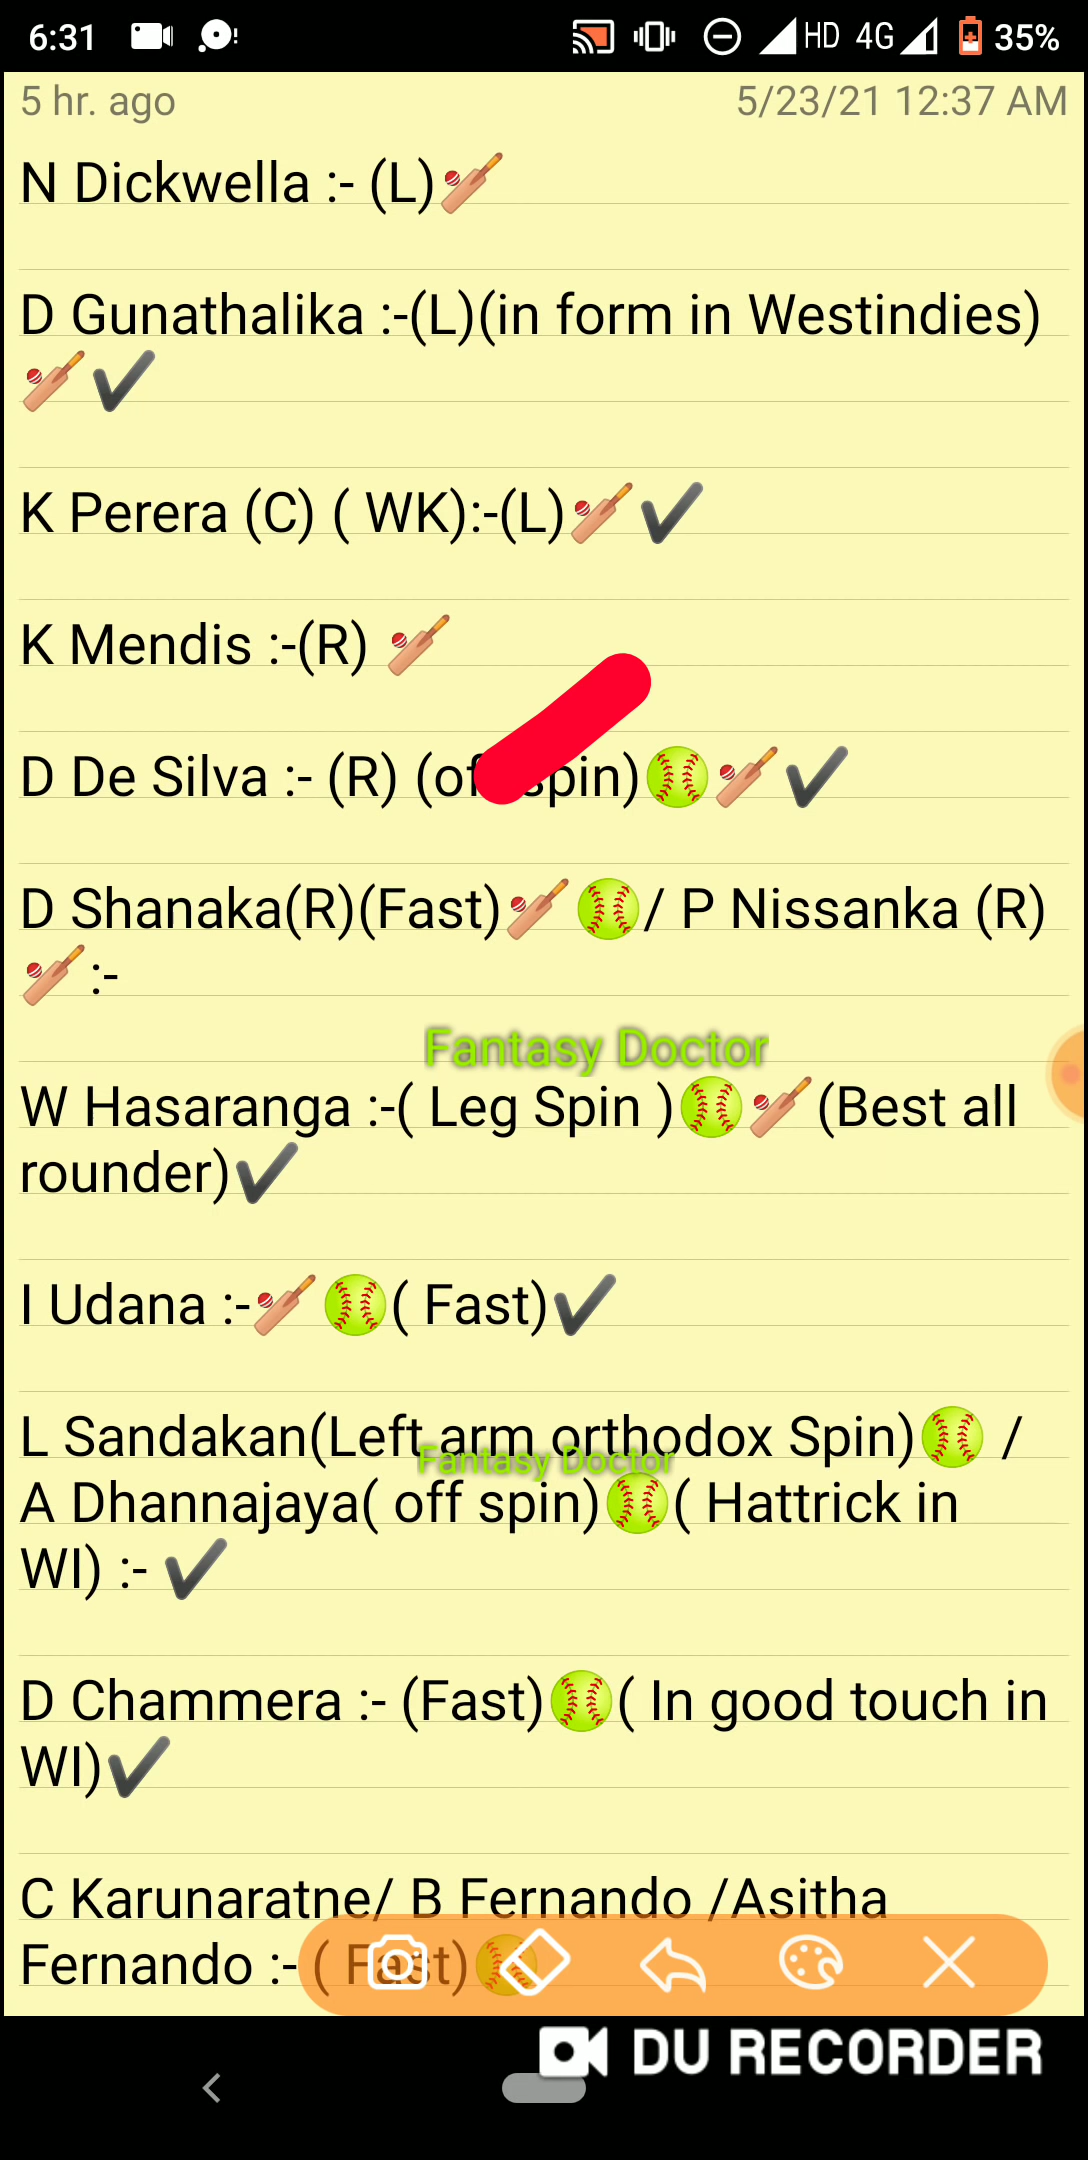 6:31 HD 4G 35%
5 hr. ago 5/23/21 12:37 AM
N Dickwella :- (L)🏏
D Gunathalika :-(L)(in form in Westindies)
🏏✔
K Perera (C) ( WK):-(L)🏏✔
K Mendis :-(R) 🏏
D De Silva :- (R) (of spin)🥎🏏✔
D Shanaka(R)(Fast)🏏🥎/ P Nissanka (R)
🏏 :-
Fantasy Doctor
W Hasaranga :-( Leg Spin )🥎🏏(Best all
rounder)✔
I Udana :-🏏🥎( Fast)✔
L Sandakan(Left arm orthodox Spin)🥎 /
Fantasy Doctor
A Dhannajaya( off spin)🥎( Hattrick in
WI) :- ✔
D Chammera :- (Fast)🥎( In good touch in
WI)✔
C Karunaratne/ B Fernando /Asitha
Fernando :- ( Fast)🥎
DU RECORDER